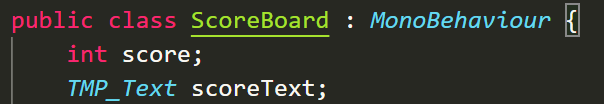 public class ScoreBoard : MonoBehaviour {
int score;
TMP_Text scoreText;